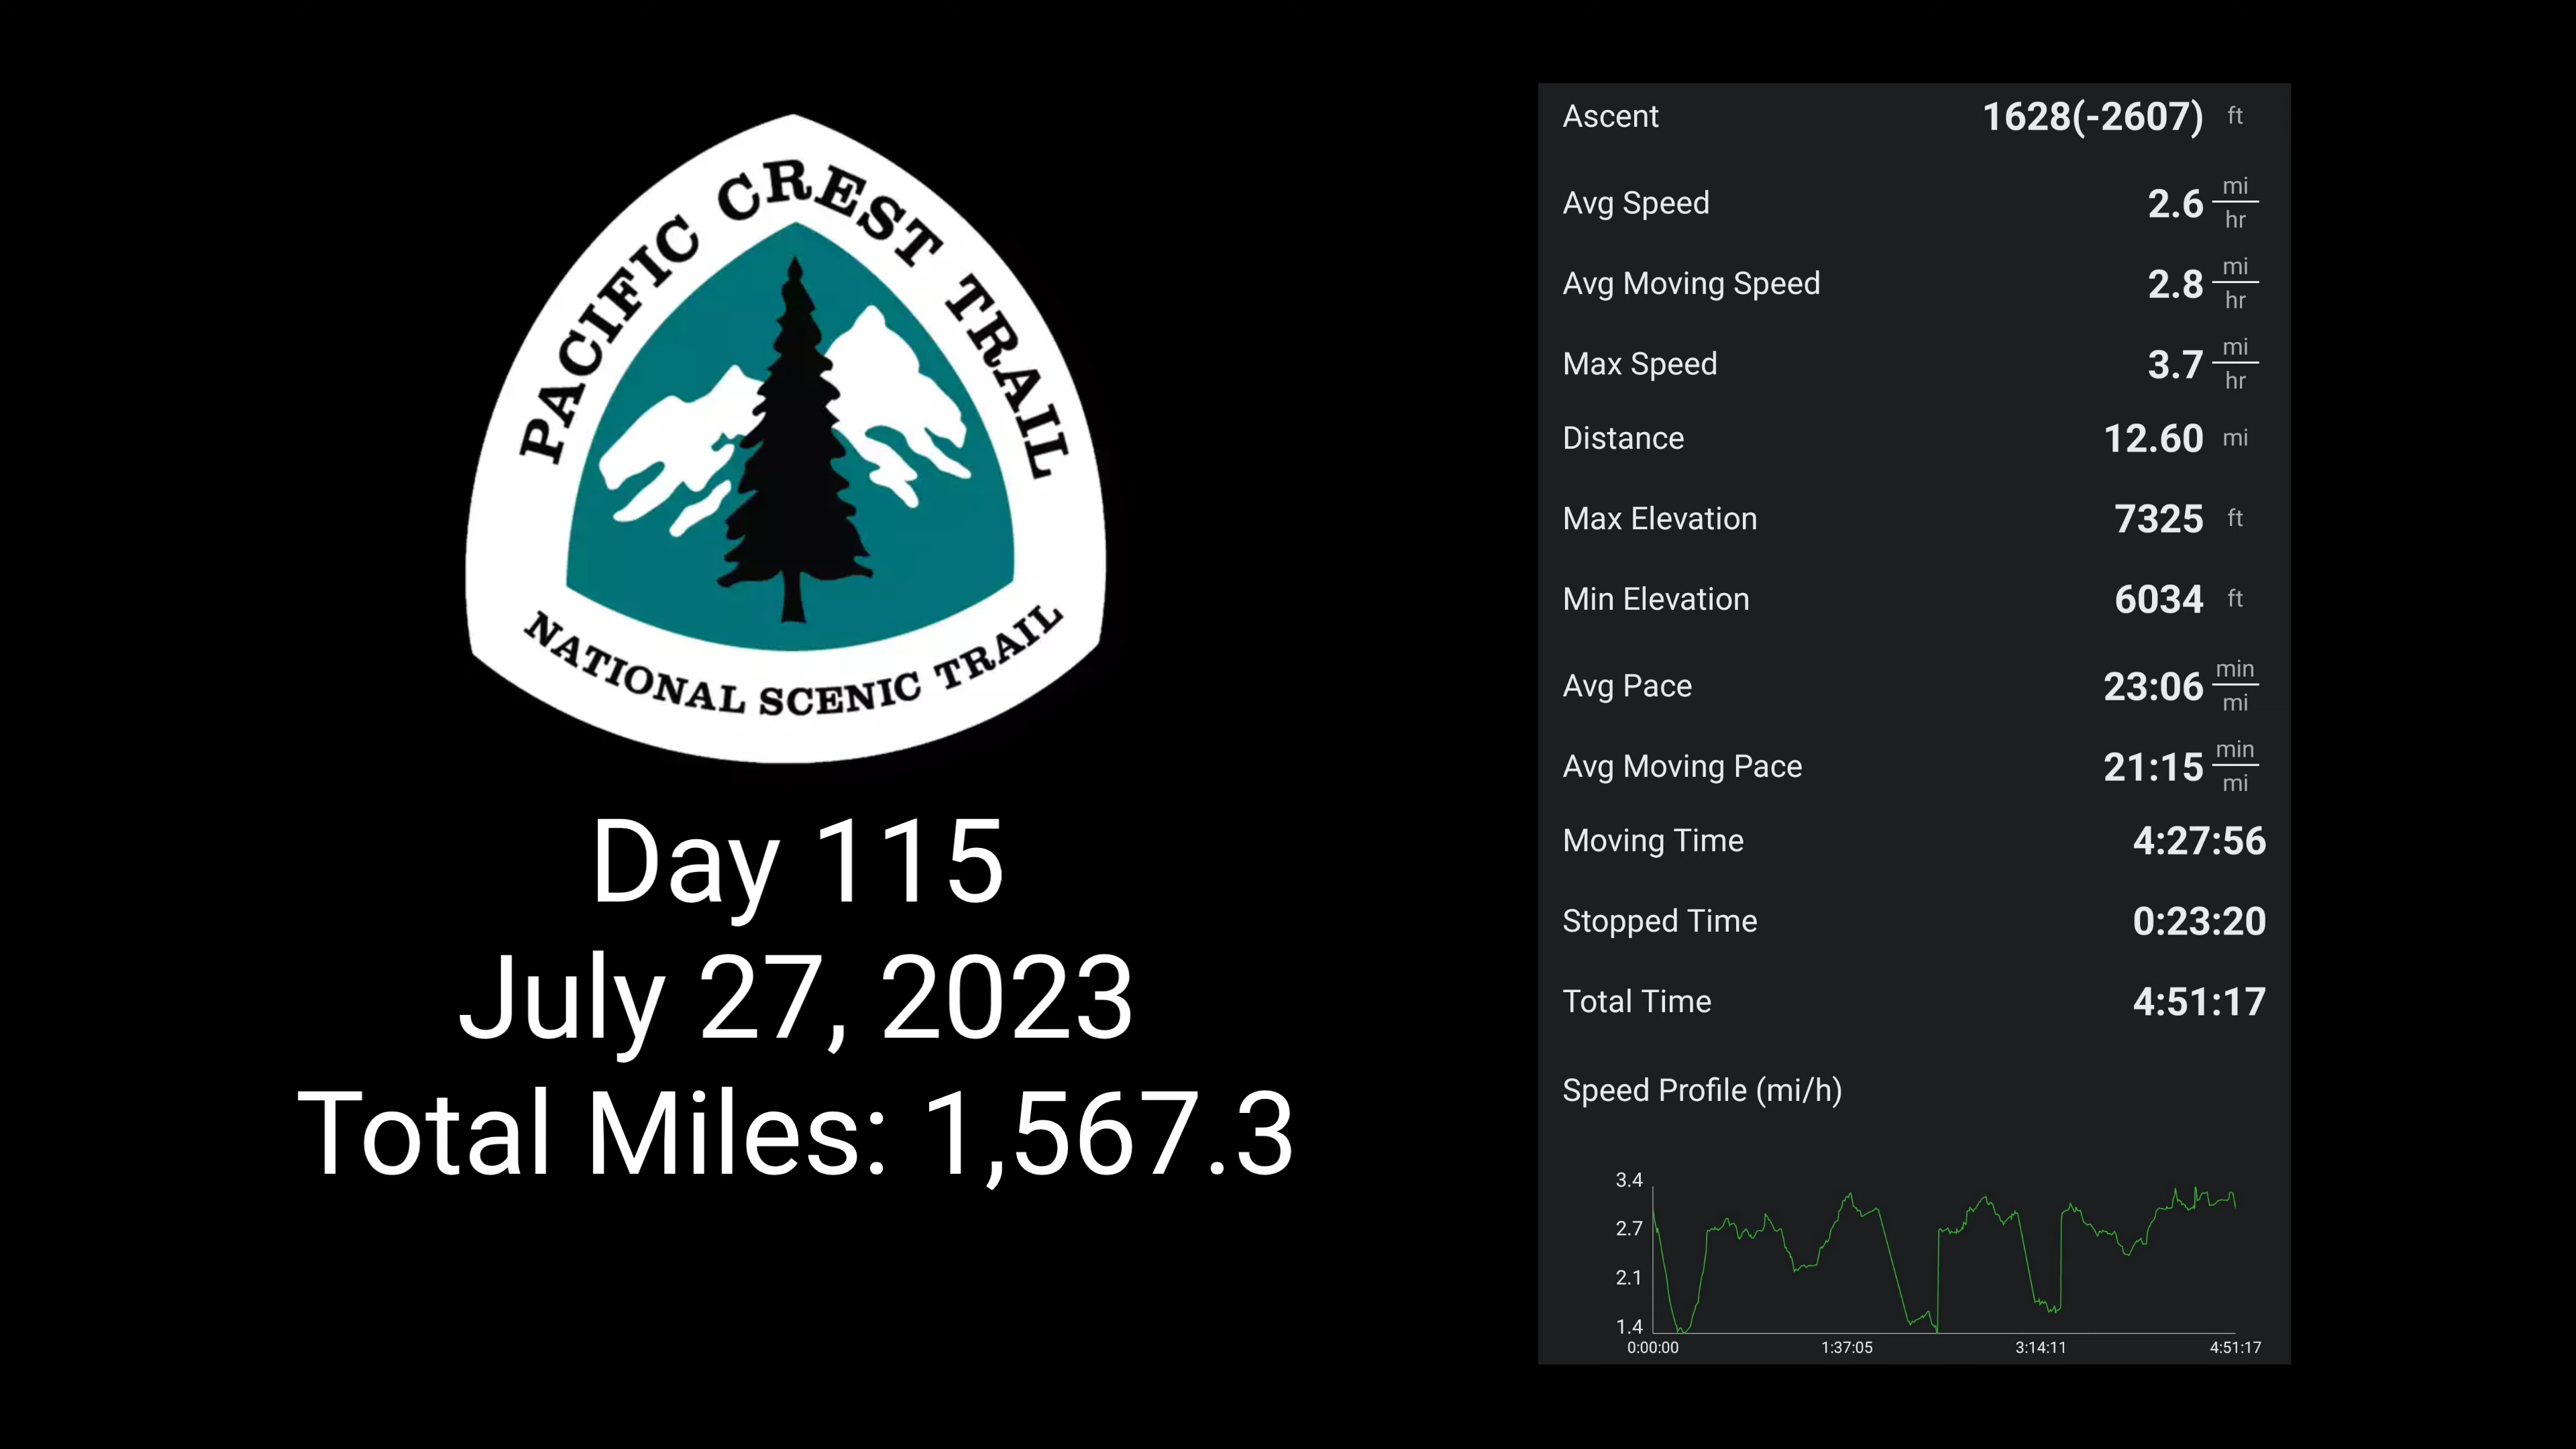 PACIFIC CREST TRAIL
NATIONAL SCENIC TRAIL
Day 115
July 27, 2023
Total Miles: 1,567.3
Ascent 1628(-2607) ft
Avg Speed 2.6 mi/hr
Avg Moving Speed 2.8 mi/hr
Max Speed 3.7 mi/hr
Distance 12.60 mi
Max Elevation 7325 ft
Min Elevation 6034 ft
Avg Pace 23:06 min/mi
Avg Moving Pace 21:15 min/mi
Moving Time 4:27:56
Stopped Time 0:23:20
Total Time 4:51:17
Speed Profile (mi/h)
3.4
2.7
2.1
1.4
0:00:00 1:37:05 3:14:11 4:51:17